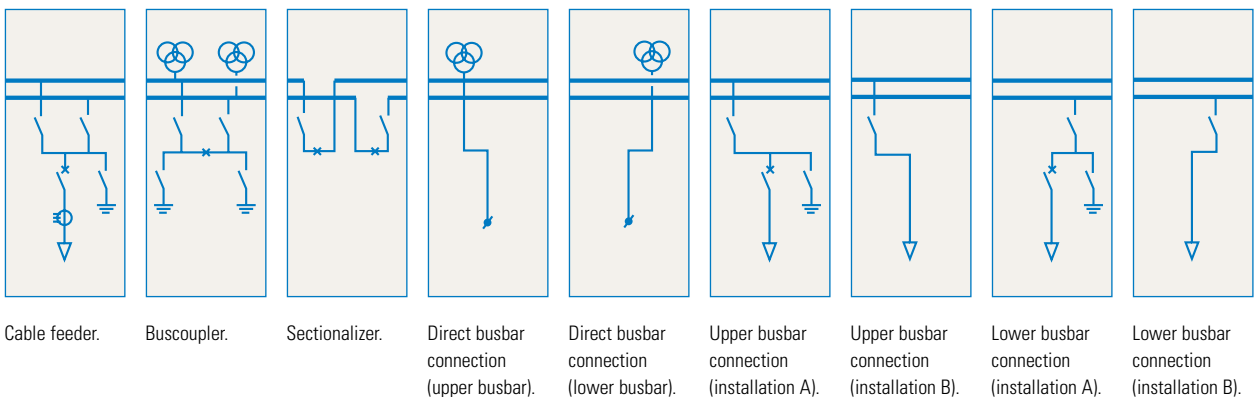 Cable feeder.
Buscoupler.
Sectionalizer.
Direct busbar
connection
(upper busbar).
Direct busbar
connection
(lower busbar).
Upper busbar
connection
(installation A).
Upper busbar
connection
(installation B).
Lower busbar
connection
(installation A).
Lower busbar
connection
(installation B).